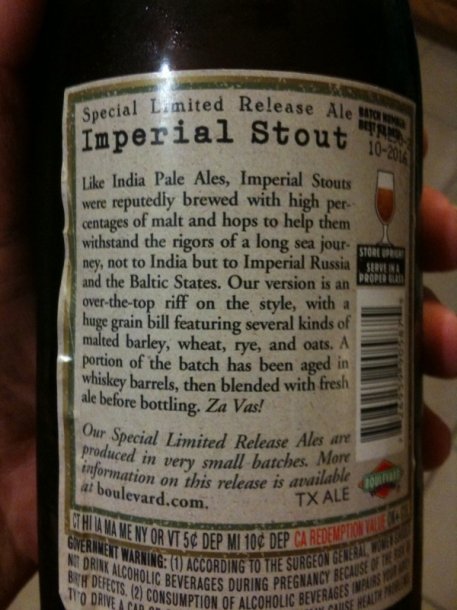 Special Limited Release Ale
Imperial Stout
BATCH NUMBER
BEST BY
10-2016
Like India Pale Ales, Imperial Stouts
were reputedly brewed with high per-
centages of malt and hops to help them
withstand the rigors of a long sea jour-
ney, not to India but to Imperial Russia
and the Baltic States. Our version is an
over-the-top riff on the style, with a
huge grain bill featuring several kinds of
malted barley, wheat, rye, and oats. A
portion of the batch has been aged in
whiskey barrels, then blended with fresh
ale before bottling. Za Vas!
STORE UPRIGHT
SERVE IN A
PROPER GLASS
Our Special Limited Release Ales are
produced in very small batches. More
information on this release is available
at boulevard.com.
TX ALE
BOULEVARD
CT HI IA MA ME NY OR VT 5¢ DEP MI 10¢ DEP CA REDEMPTION VALUE
GOVERNMENT WARNING: (1) ACCORDING TO THE SURGEON GENERAL, WOMEN
NOT DRINK ALCOHOLIC BEVERAGES DURING PREGNANCY BECAUSE OF THE
BIRTH DEFECTS. (2) CONSUMPTION OF ALCOHOLIC BEVERAGES IMPAIRS YOUR
TO DRIVE A CAR